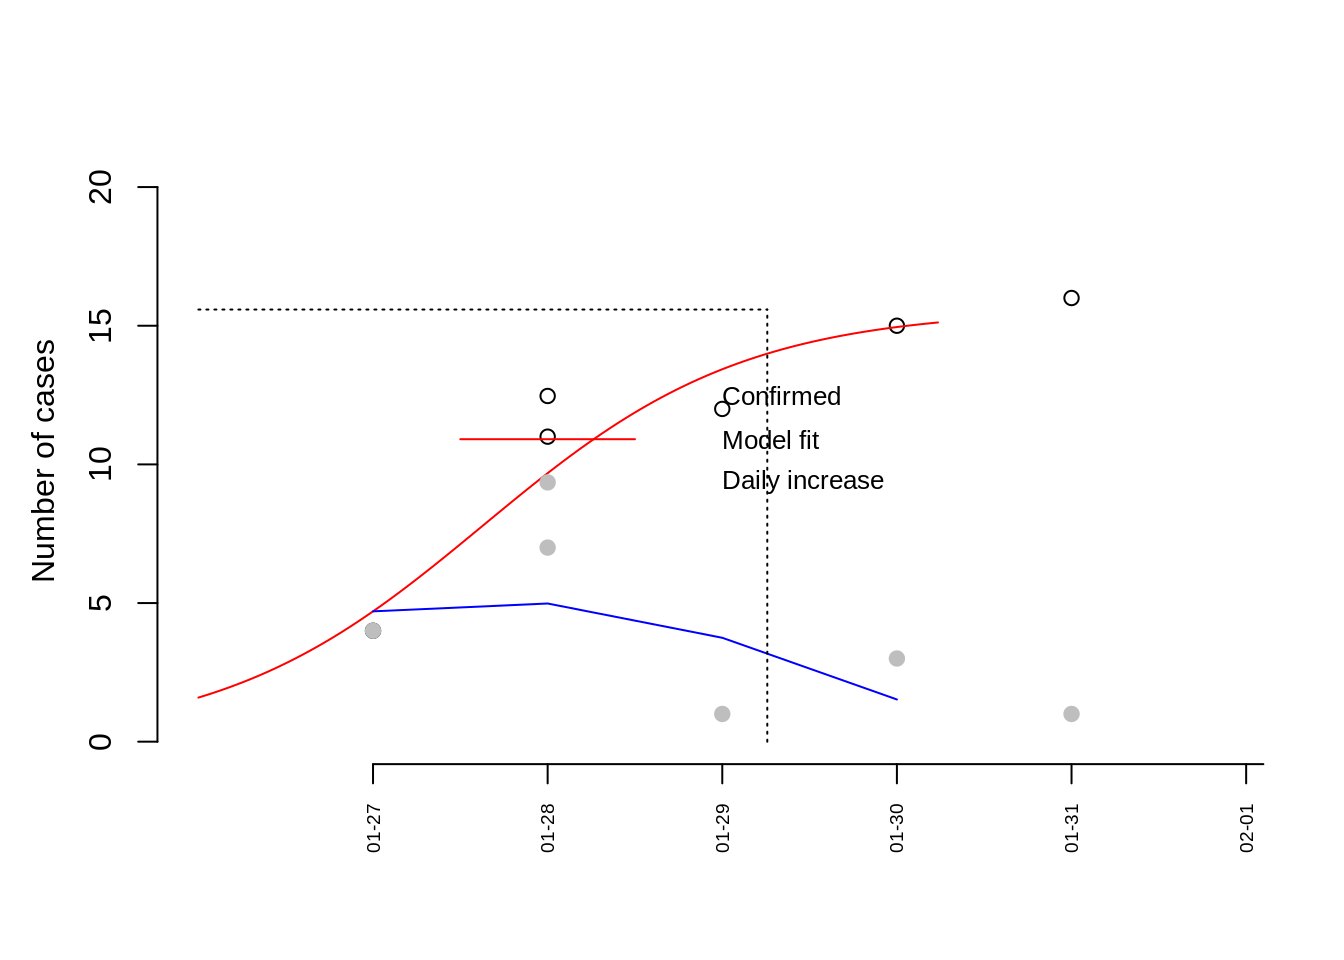 Number of cases
20
15
10
5
0
Confirmed
Model fit
Daily increase
01-27
01-28
01-29
01-30
01-31
02-01